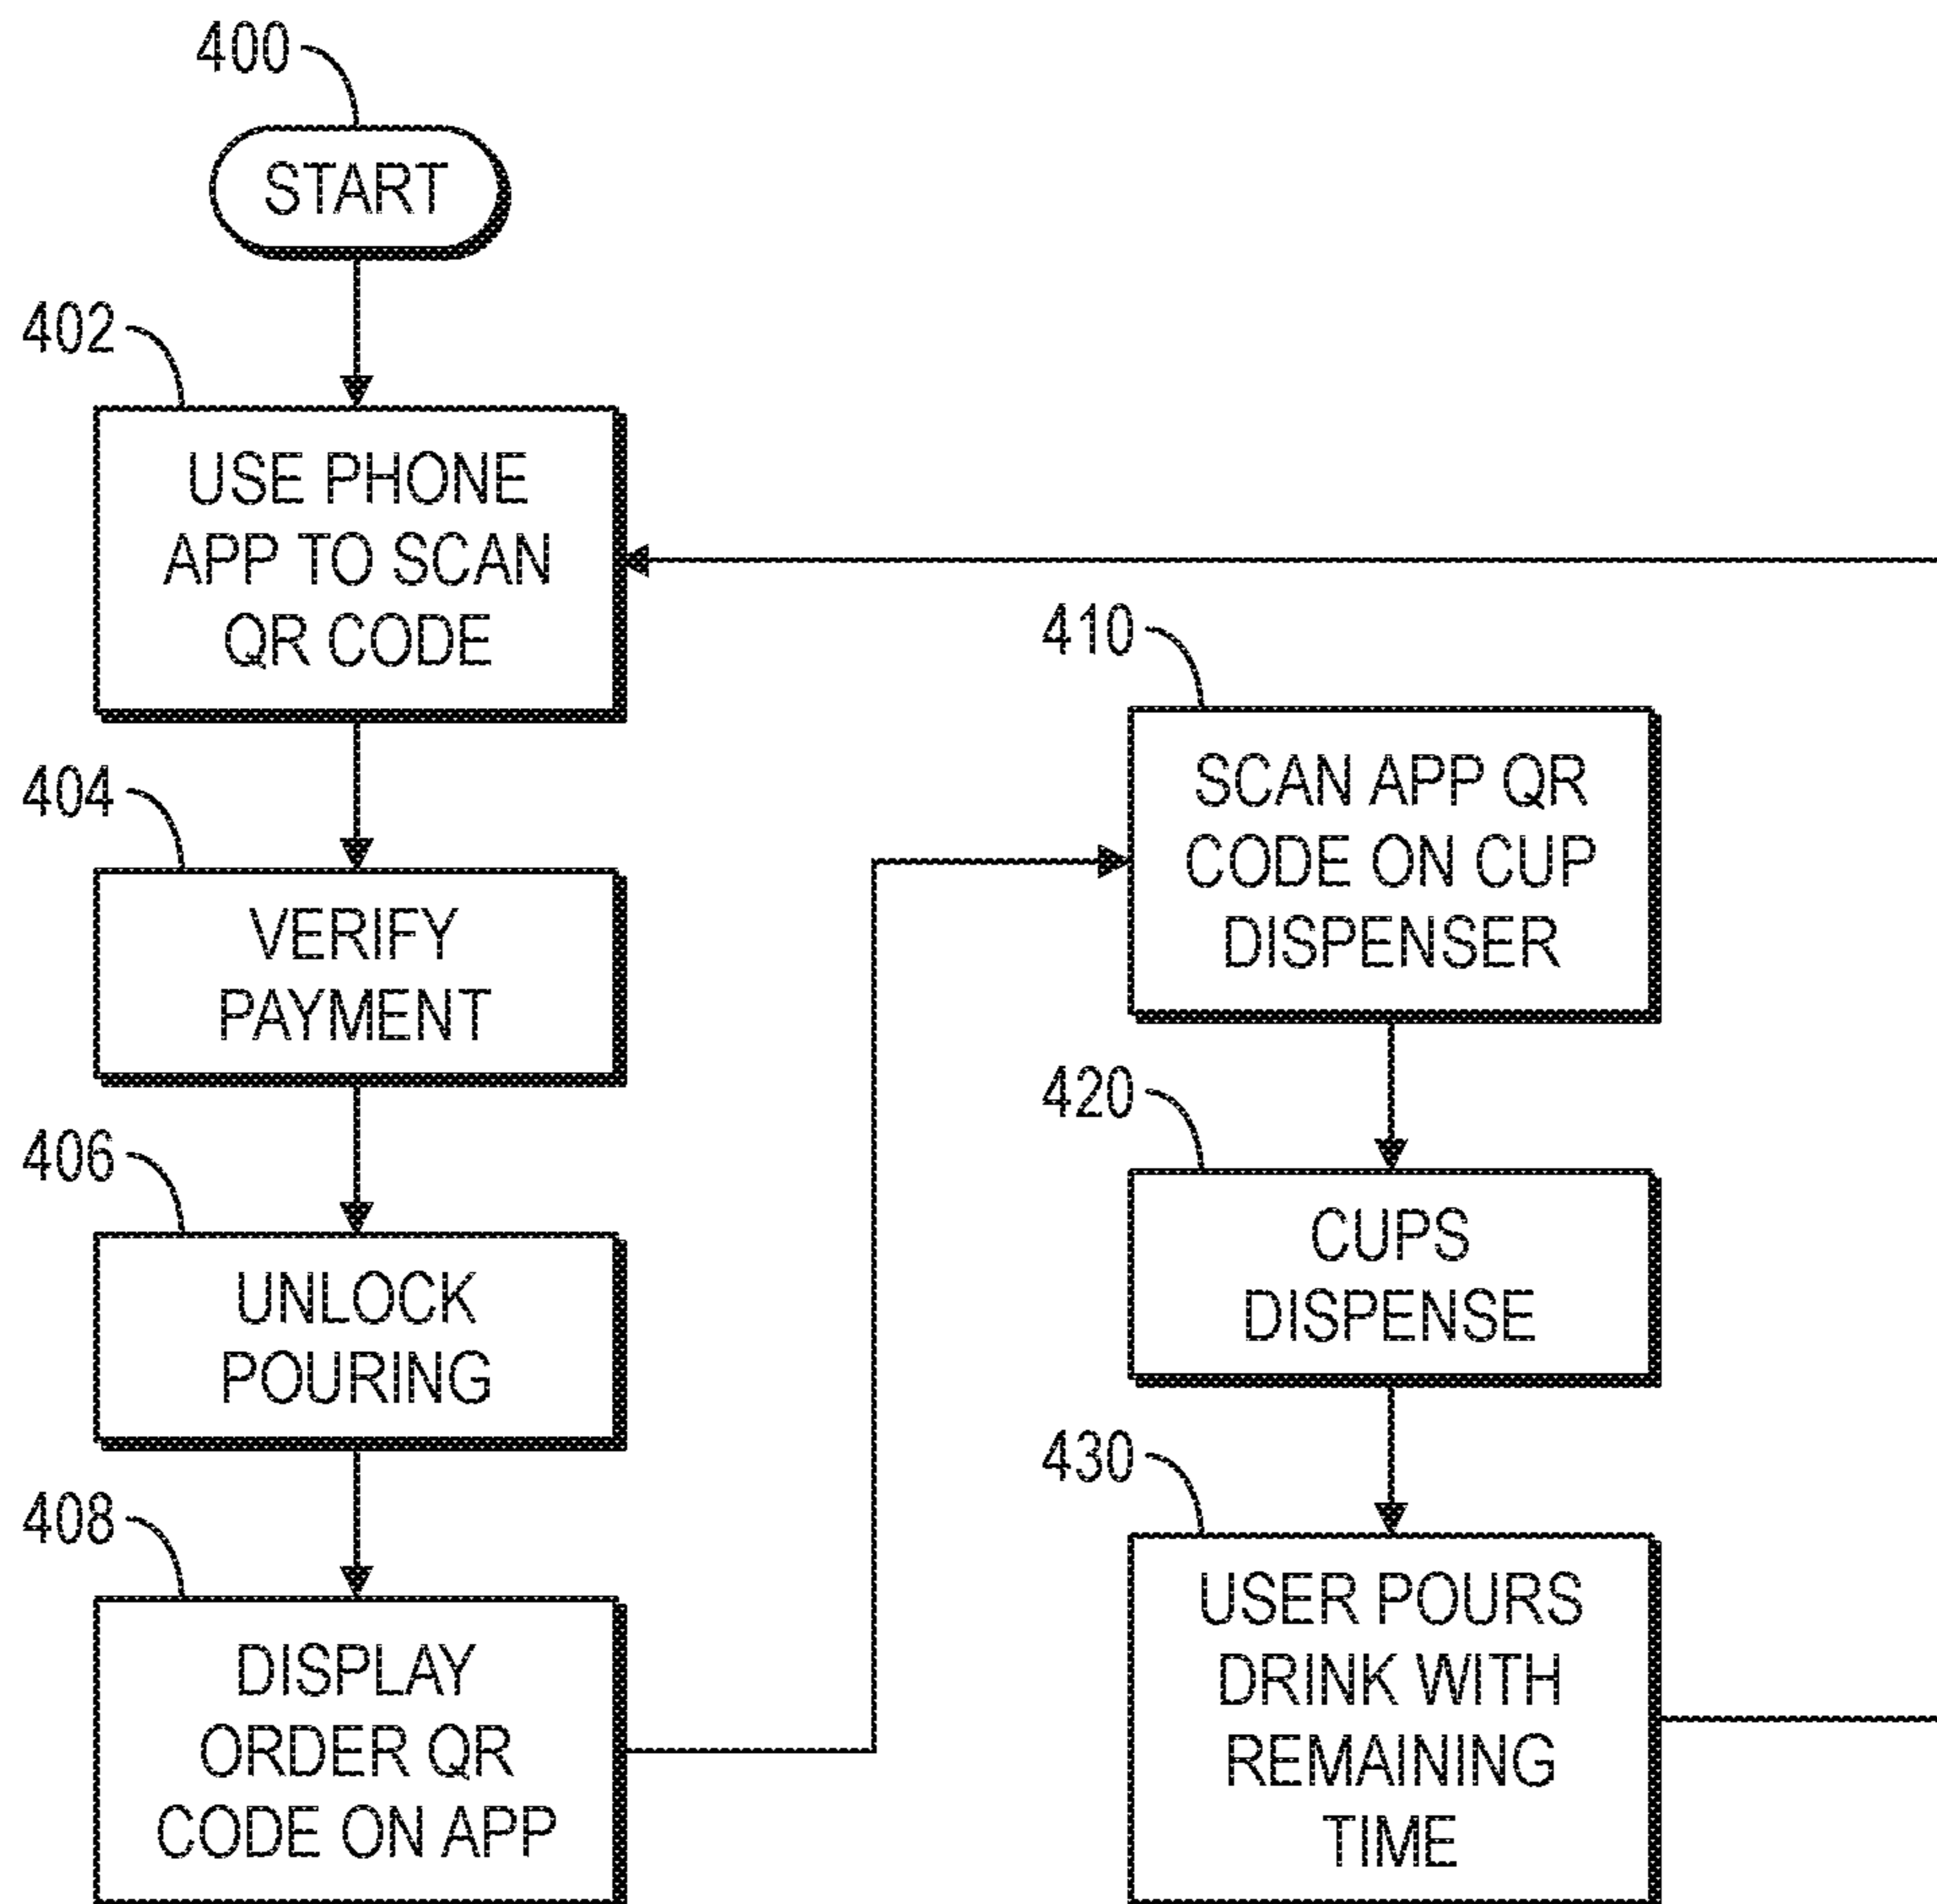 400
START
402
USE PHONE
APP TO SCAN
QR CODE
404
VERIFY
PAYMENT
406
UNLOCK
POURING
408
DISPLAY
ORDER QR
CODE ON APP
410
SCAN APP QR
CODE ON CUP
DISPENSER
420
CUPS
DISPENSE
430
USER POURS
DRINK WITH
REMAINING
TIME